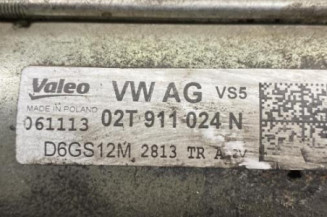 Valeo VW AG VS5
MADE IN POLAND
061113 02T 911 024 N
D6GS12M 2813 TR